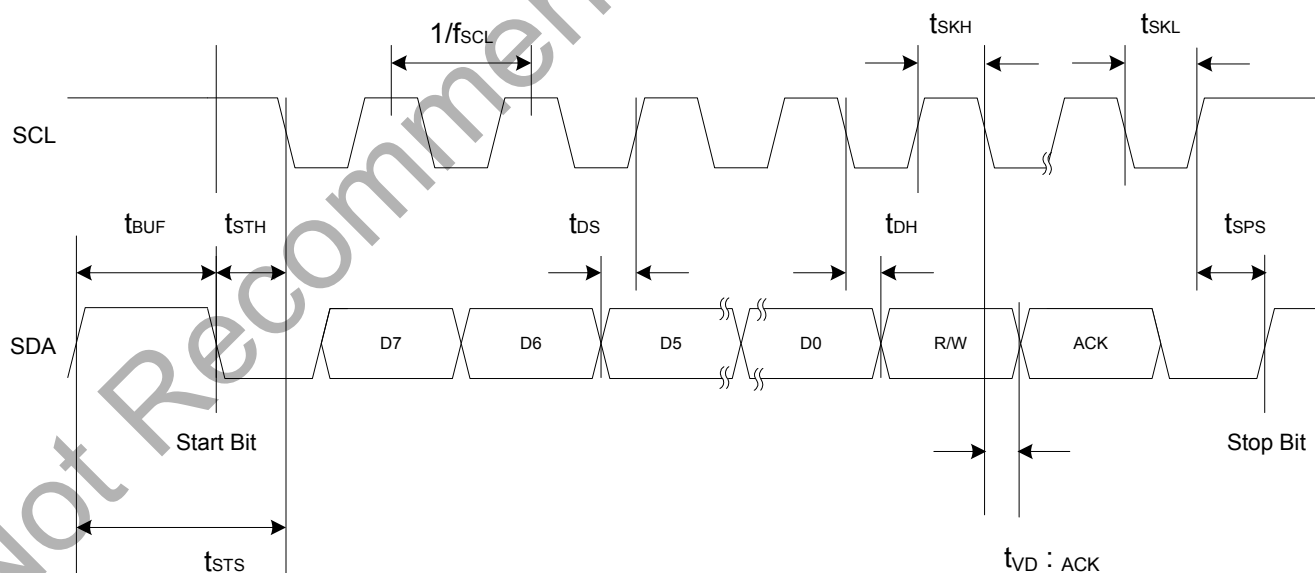 Not Recommen
1/fSCL
tSKH
tSKL
SCL
tBUF
tSTH
tDS
tDH
tSPS
SDA
D7
D6
D5
D0
R/W
ACK
Start Bit
Stop Bit
tSTS
tVD : ACK